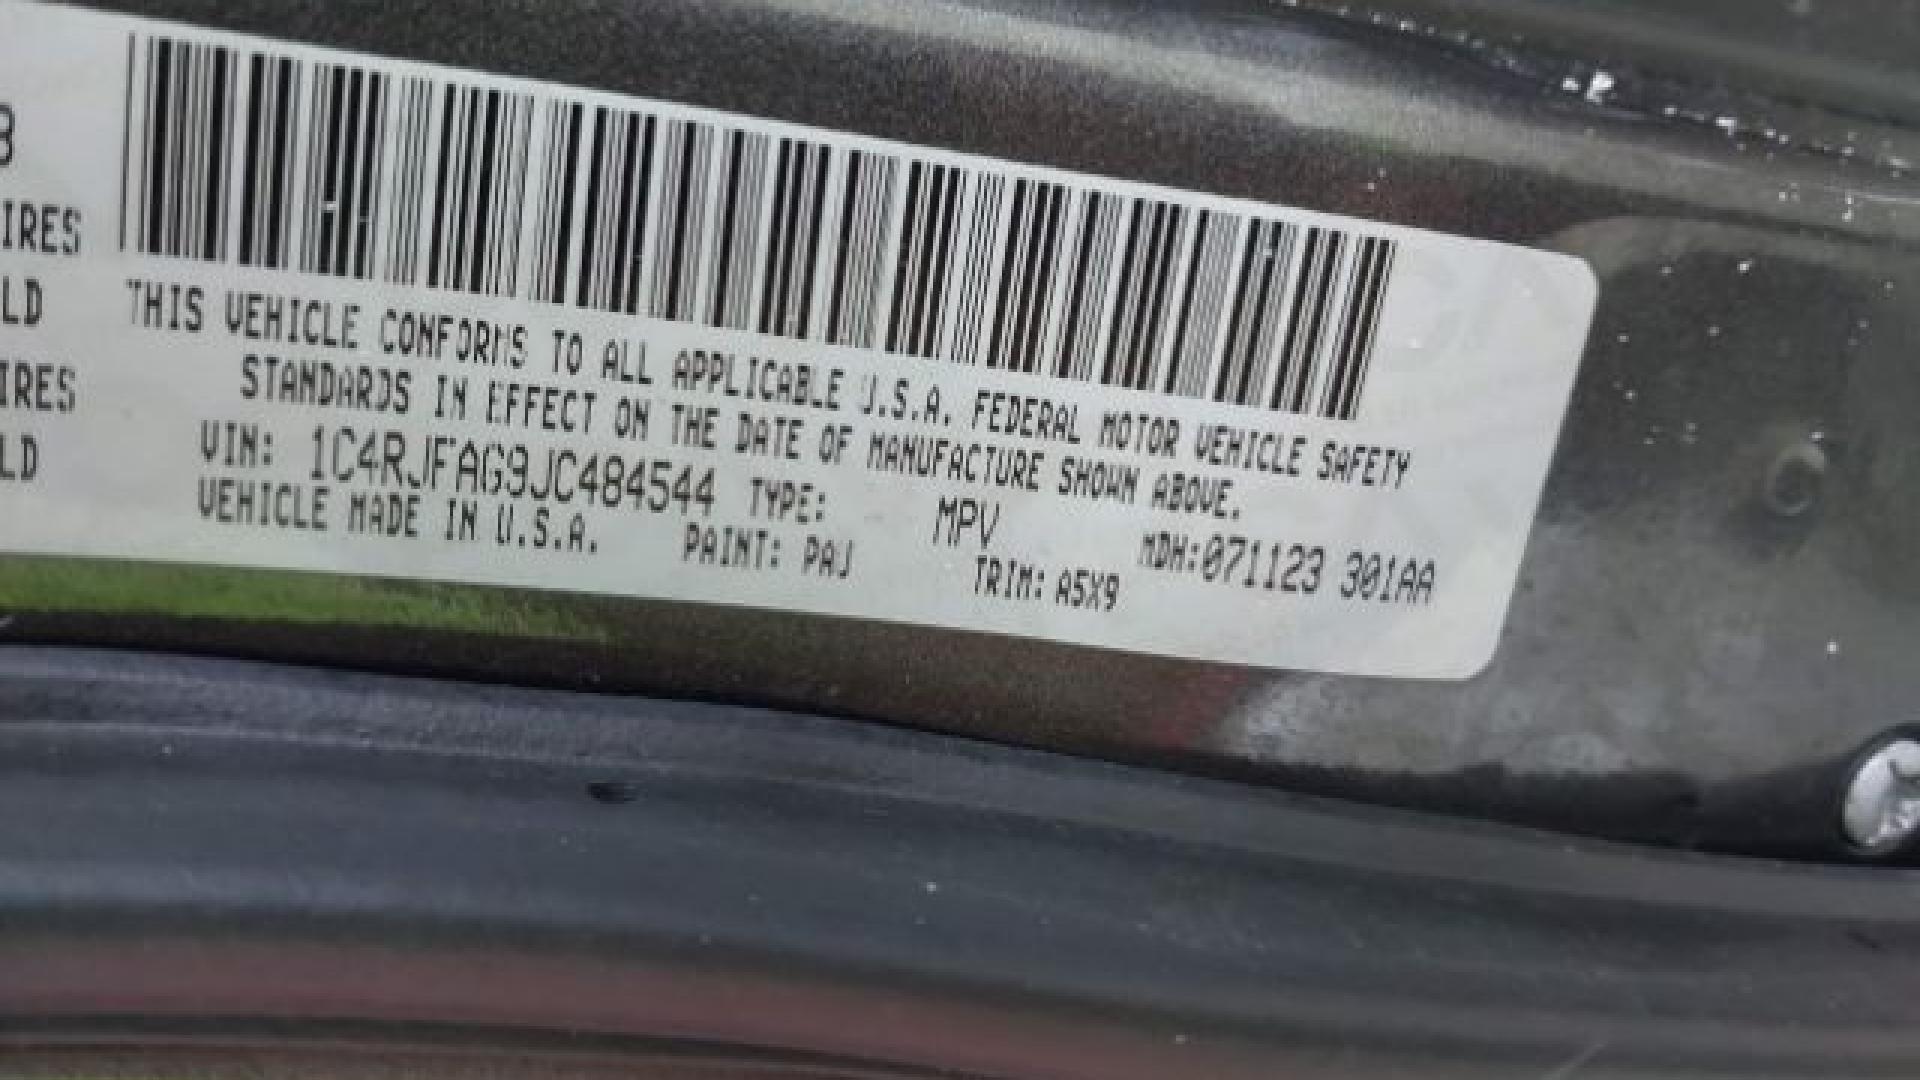 8
IRES
LD
IRES
LD
THIS VEHICLE CONFORMS TO ALL APPLICABLE U.S.A. FEDERAL MOTOR VEHICLE SAFETY
STANDARDS IN EFFECT ON THE DATE OF MANUFACTURE SHOWN ABOVE.
VIN: 1C4RJFAG9JC484544 TYPE: MPV MDH:071123 301AA
VEHICLE MADE IN U.S.A. PAINT: PAJ TRIM: A5X9